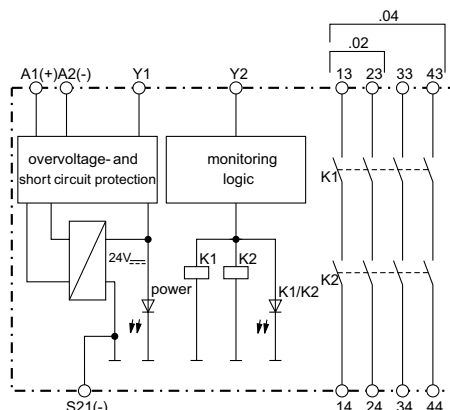 .04
.02
A1(+) A2(-) Y1 Y2 13 23 33 43
overvoltage- and
short circuit protection
monitoring
logic
K1
24V
K1 K2
K2
power K1/K2
S21(-) 14 24 34 44